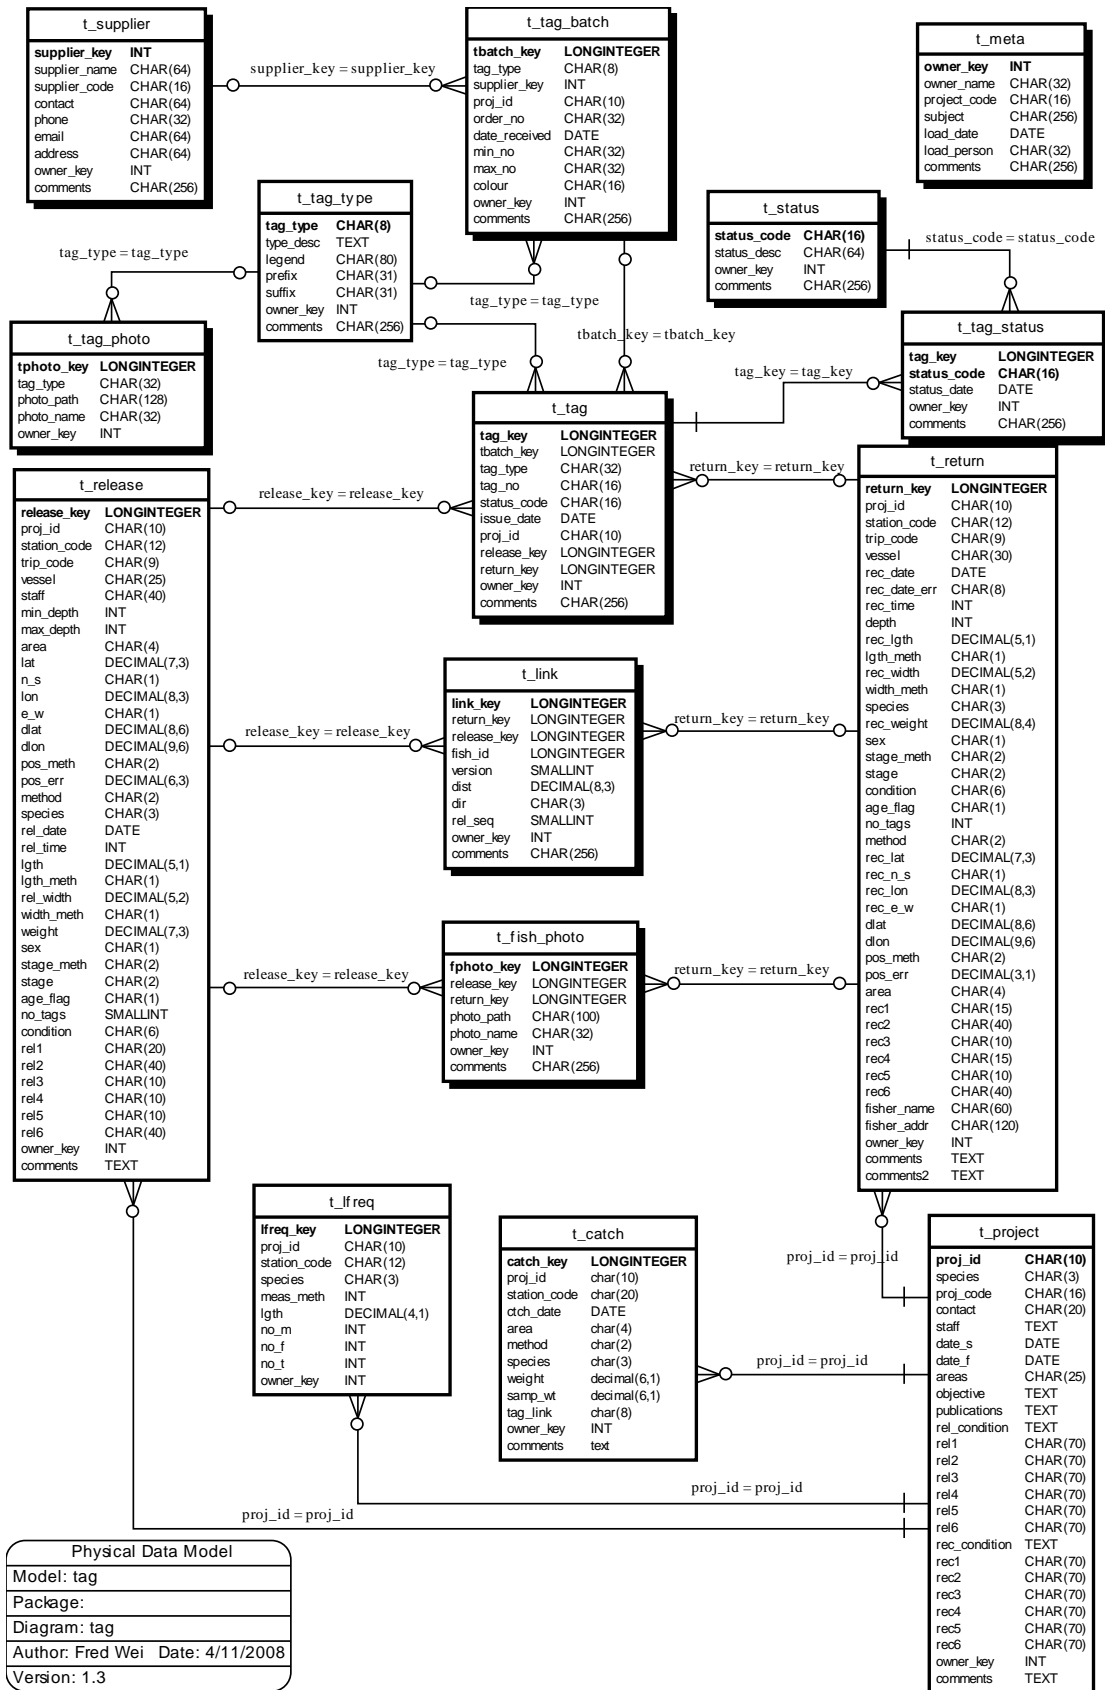 t_supplier
supplier_key INT
supplier_name CHAR(64)
supplier_code CHAR(16)
contact CHAR(64)
phone CHAR(32)
email CHAR(64)
address CHAR(64)
owner_key INT
comments CHAR(256)
supplier_key = supplier_key
t_tag_batch
tbatch_key LONGINTEGER
tag_type CHAR(8)
supplier_key INT
proj_id CHAR(10)
order_no CHAR(32)
date_received DATE
min_no CHAR(32)
max_no CHAR(32)
colour CHAR(16)
owner_key INT
comments CHAR(256)
t_meta
owner_key INT
owner_name CHAR(32)
project_code CHAR(16)
subject CHAR(256)
load_date DATE
load_person CHAR(32)
comments CHAR(256)
t_tag_type
tag_type CHAR(8)
type_desc TEXT
legend CHAR(80)
prefix CHAR(31)
suffix CHAR(31)
owner_key INT
comments CHAR(256)
t_status
status_code CHAR(16)
status_desc CHAR(64)
owner_key INT
comments CHAR(256)
status_code = status_code
tag_type = tag_type
tag_type = tag_type
tbatch_key = tbatch_key
tag_type = tag_type
t_tag_photo
tphoto_key LONGINTEGER
tag_type CHAR(32)
photo_path CHAR(128)
photo_name CHAR(32)
owner_key INT
t_tag_status
tag_key LONGINTEGER
status_code CHAR(16)
status_date DATE
owner_key INT
comments CHAR(256)
tag_key = tag_key
t_tag
tag_key LONGINTEGER
tbatch_key LONGINTEGER
tag_type CHAR(32)
tag_no CHAR(16)
status_code CHAR(16)
issue_date DATE
proj_id CHAR(10)
release_key LONGINTEGER
return_key LONGINTEGER
owner_key INT
comments CHAR(256)
release_key = release_key
return_key = return_key
t_release
release_key LONGINTEGER
proj_id CHAR(10)
station_code CHAR(12)
trip_code CHAR(9)
vessel CHAR(25)
staff CHAR(40)
min_depth INT
max_depth INT
area CHAR(4)
lat DECIMAL(7,3)
n_s CHAR(1)
lon DECIMAL(8,3)
e_w CHAR(1)
dlat DECIMAL(8,6)
dlon DECIMAL(9,6)
pos_meth CHAR(2)
pos_err DECIMAL(6,3)
method CHAR(2)
species CHAR(3)
rel_date DATE
rel_time INT
lgth DECIMAL(5,1)
lgth_meth CHAR(1)
rel_width DECIMAL(5,2)
width_meth CHAR(1)
weight DECIMAL(7,3)
sex CHAR(1)
stage_meth CHAR(2)
stage CHAR(2)
age_flag CHAR(1)
no_tags SMALLINT
condition CHAR(6)
rel1 CHAR(20)
rel2 CHAR(40)
rel3 CHAR(10)
rel4 CHAR(10)
rel5 CHAR(10)
rel6 CHAR(40)
owner_key INT
comments TEXT
t_return
return_key LONGINTEGER
proj_id CHAR(10)
station_code CHAR(12)
trip_code CHAR(9)
vessel CHAR(30)
rec_date DATE
rec_date_err CHAR(8)
rec_time INT
depth INT
rec_lgth DECIMAL(5,1)
lgth_meth CHAR(1)
rec_width DECIMAL(5,2)
width_meth CHAR(1)
species CHAR(3)
rec_weight DECIMAL(8,4)
sex CHAR(1)
stage_meth CHAR(2)
stage CHAR(2)
condition CHAR(6)
age_flag CHAR(1)
no_tags INT
method CHAR(2)
rec_lat DECIMAL(7,3)
rec_n_s CHAR(1)
rec_lon DECIMAL(8,3)
rec_e_w CHAR(1)
dlat DECIMAL(8,6)
dlon DECIMAL(9,6)
pos_meth CHAR(2)
pos_err DECIMAL(3,1)
area CHAR(4)
rec1 CHAR(15)
rec2 CHAR(40)
rec3 CHAR(10)
rec4 CHAR(15)
rec5 CHAR(10)
rec6 CHAR(40)
fisher_name CHAR(60)
fisher_addr CHAR(120)
owner_key INT
comments TEXT
comments2 TEXT
t_link
link_key LONGINTEGER
return_key LONGINTEGER
release_key LONGINTEGER
fish_id LONGINTEGER
version SMALLINT
dist DECIMAL(8,3)
dir CHAR(3)
rel_seq SMALLINT
owner_key INT
comments CHAR(256)
release_key = release_key
return_key = return_key
t_fish_photo
fphoto_key LONGINTEGER
release_key LONGINTEGER
return_key LONGINTEGER
photo_path CHAR(100)
photo_name CHAR(32)
owner_key INT
comments CHAR(256)
release_key = release_key
return_key = return_key
t_lfreq
lfreq_key LONGINTEGER
proj_id CHAR(10)
station_code CHAR(12)
species CHAR(3)
meas_meth INT
lgth DECIMAL(4,1)
no_m INT
no_f INT
no_t INT
owner_key INT
t_catch
catch_key LONGINTEGER
proj_id char(10)
station_code char(20)
ctch_date DATE
area char(4)
method char(2)
species char(3)
weight decimal(6,1)
samp_wt decimal(6,1)
tag_link char(8)
owner_key INT
comments text
t_project
proj_id CHAR(10)
species CHAR(3)
proj_code CHAR(16)
contact CHAR(20)
staff TEXT
date_s DATE
date_f DATE
areas CHAR(25)
objective TEXT
publications TEXT
rel_condition TEXT
rel1 CHAR(70)
rel2 CHAR(70)
rel3 CHAR(70)
rel4 CHAR(70)
rel5 CHAR(70)
rel6 CHAR(70)
rec_condition TEXT
rec1 CHAR(70)
rec2 CHAR(70)
rec3 CHAR(70)
rec4 CHAR(70)
rec5 CHAR(70)
rec6 CHAR(70)
owner_key INT
comments TEXT
proj_id = proj_id
proj_id = proj_id
proj_id = proj_id
proj_id = proj_id
Physical Data Model
Model: tag
Package:
Diagram: tag
Author: Fred Wei Date: 4/11/2008
Version: 1.3